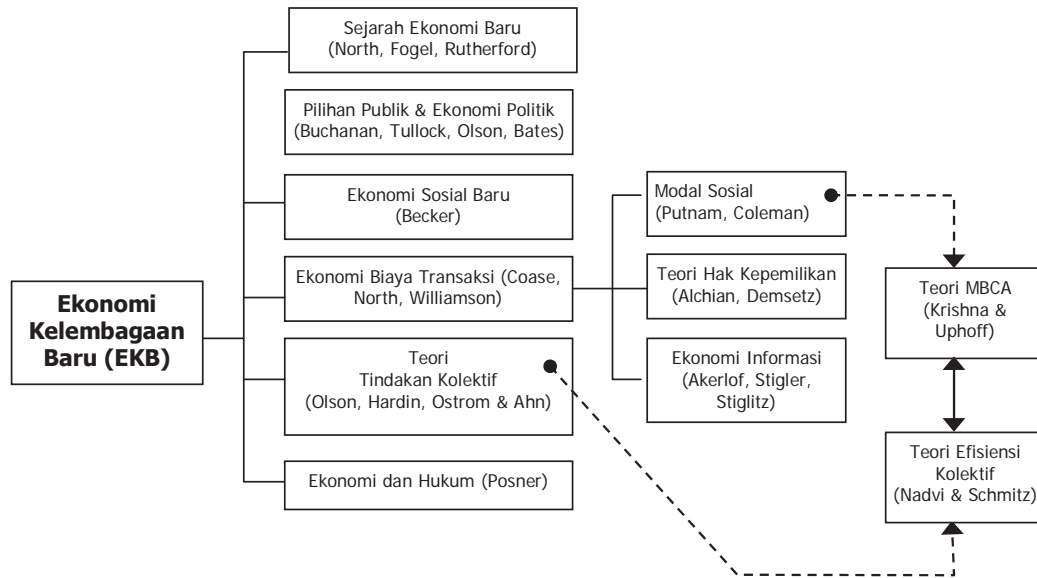 Sejarah Ekonomi Baru
(North, Fogel, Rutherford)
Pilihan Publik & Ekonomi Politik
(Buchanan, Tullock, Olson, Bates)
Ekonomi Sosial Baru
(Becker)
Ekonomi Biaya Transaksi (Coase,
North, Williamson)
Teori
Tindakan Kolektif
(Olson, Hardin, Ostrom & Ahn)
Ekonomi dan Hukum (Posner)
Ekonomi
Kelembagaan
Baru (EKB)
Modal Sosial
(Putnam, Coleman)
Teori Hak Kepemilikan
(Alchian, Demsetz)
Ekonomi Informasi
(Akerlof, Stigler,
Stiglitz)
Teori MBCA
(Krishna &
Uphoff)
Teori Efisiensi
Kolektif
(Nadvi & Schmitz)